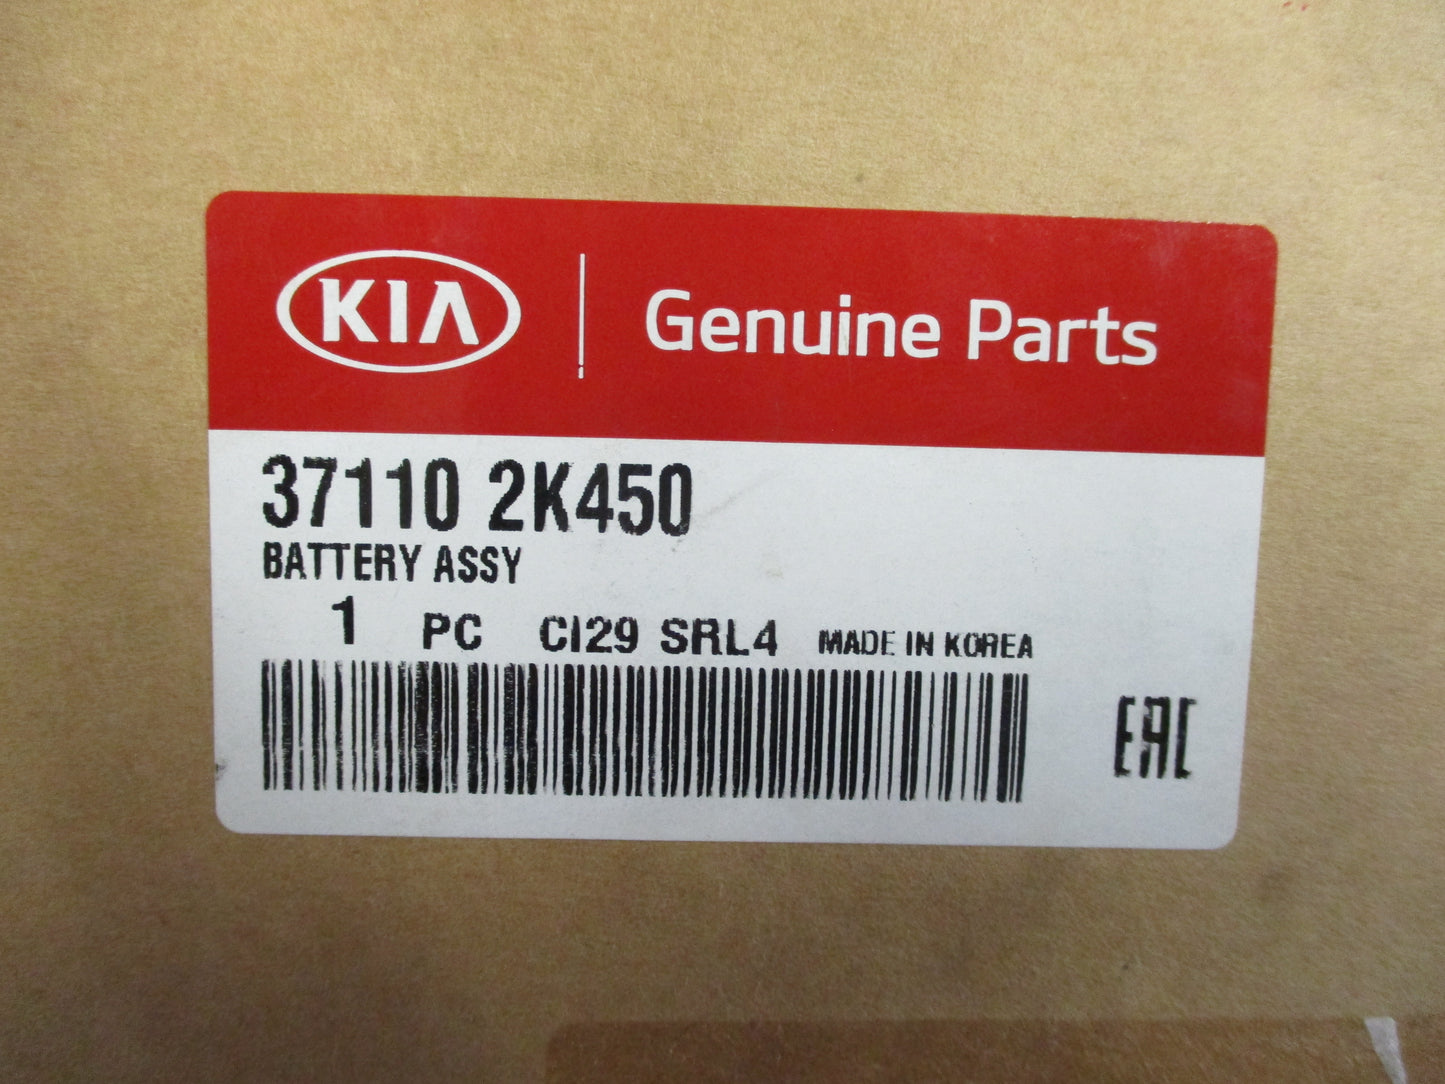 KIA Genuine Parts
37110 2K450
BATTERY ASSY
1 PC CI29 SRL4 MADE IN KOREA
EAC